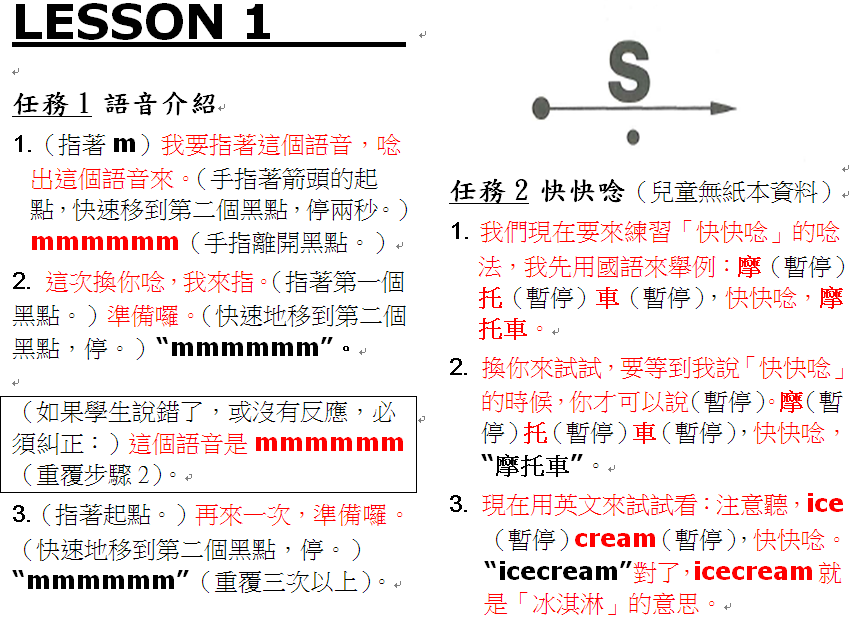 LESSON 1
任務 1 語音介紹
1.（指著 m）我要指著這個語音，唸
出這個語音來。（手指著箭頭的起
點，快速移到第二個黑點，停兩秒。）
mmmmmm（手指離開黑點。）
2. 這次換你唸，我來指。（指著第一個
黑點。）準備囉。（快速地移到第二個
黑點，停。）“mmmmmm”。
（如果學生說錯了，或沒有反應，必
須糾正：）這個語音是 mmmmmm
（重覆步驟 2）。
3.（指著起點。）再來一次，準備囉。
（快速地移到第二個黑點，停。）
“mmmmmm”（重覆三次以上）。
S
任務 2 快快唸（兒童無紙本資料）
1. 我們現在要來練習「快快唸」的唸
法，我先用國語來舉例：摩（暫停）
托（暫停）車（暫停），快快唸，摩
托車。
2. 換你來試試，要等到我說「快快唸」
的時候，你才可以說（暫停）。摩（暫
停）托（暫停）車（暫停），快快唸，
“摩托車”。
3. 現在用英文來試試看：注意聽，ice
（暫停）cream（暫停），快快唸。
“icecream”對了，icecream 就
是「冰淇淋」的意思。